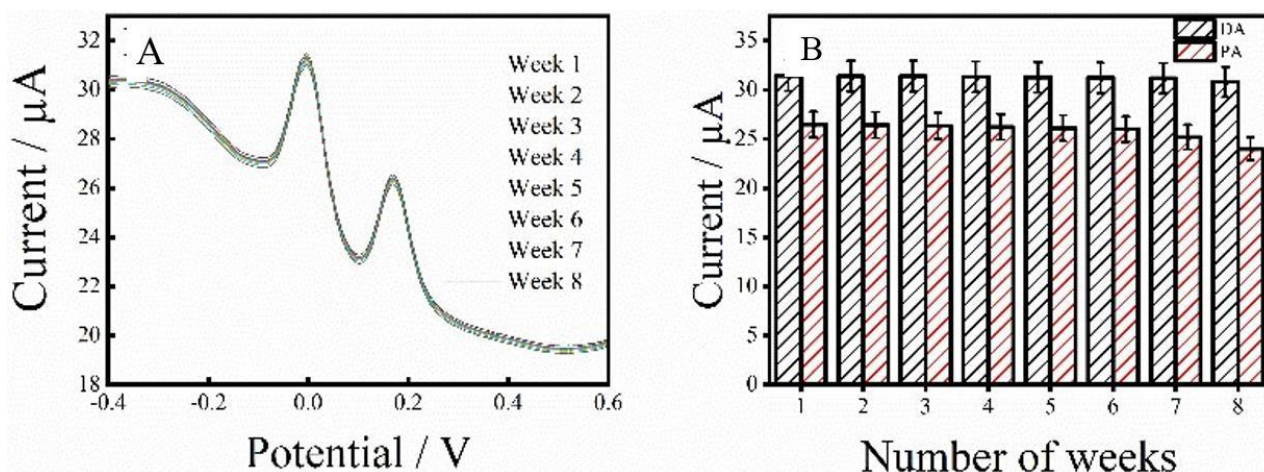 A
Current / μA
32
30
28
26
24
22
20
18
Week 1
Week 2
Week 3
Week 4
Week 5
Week 6
Week 7
Week 8
-0.4
-0.2
0.0
0.2
0.4
0.6
Potential / V
B
DA
PA
Current / μA
35
30
25
20
15
10
5
0
1
2
3
4
5
6
7
8
Number of weeks